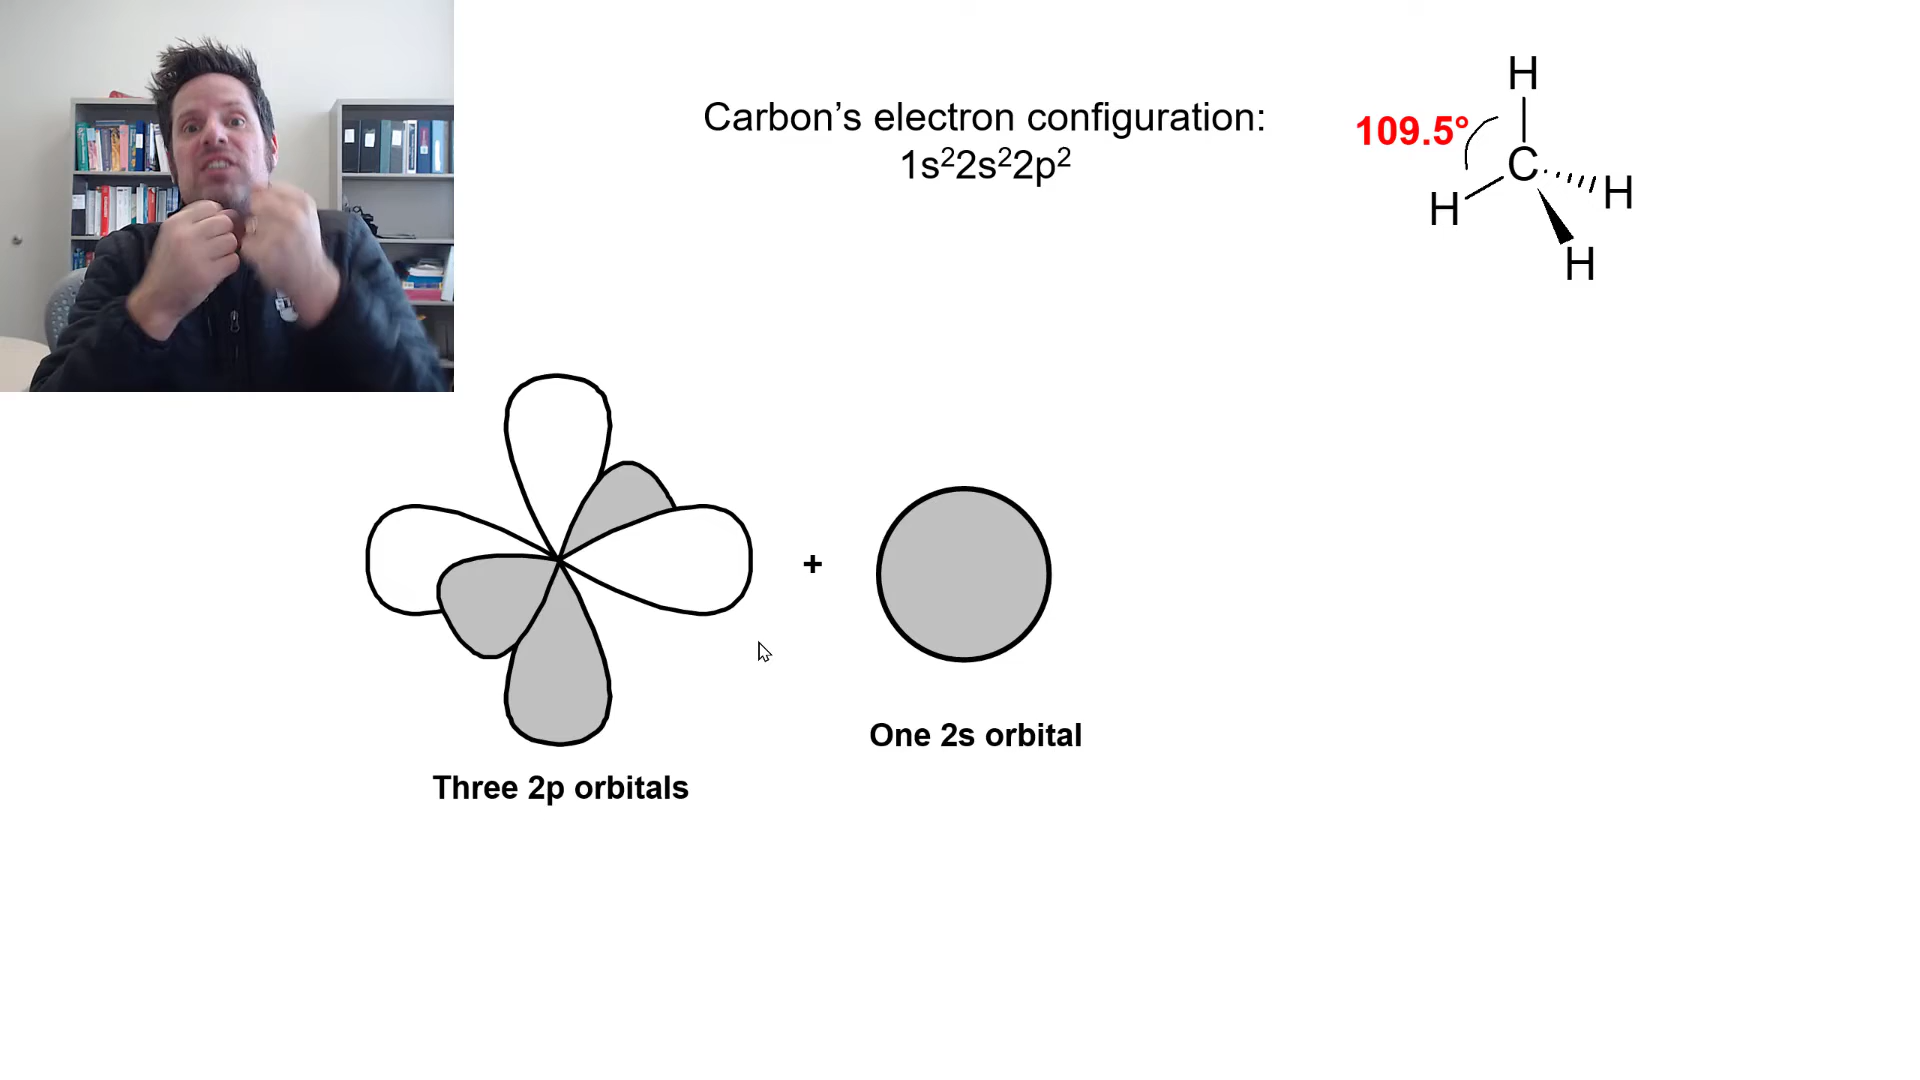 Carbon’s electron configuration:
1s²2s²2p²
109.5°
H
C
H
H
H
+
One 2s orbital
Three 2p orbitals